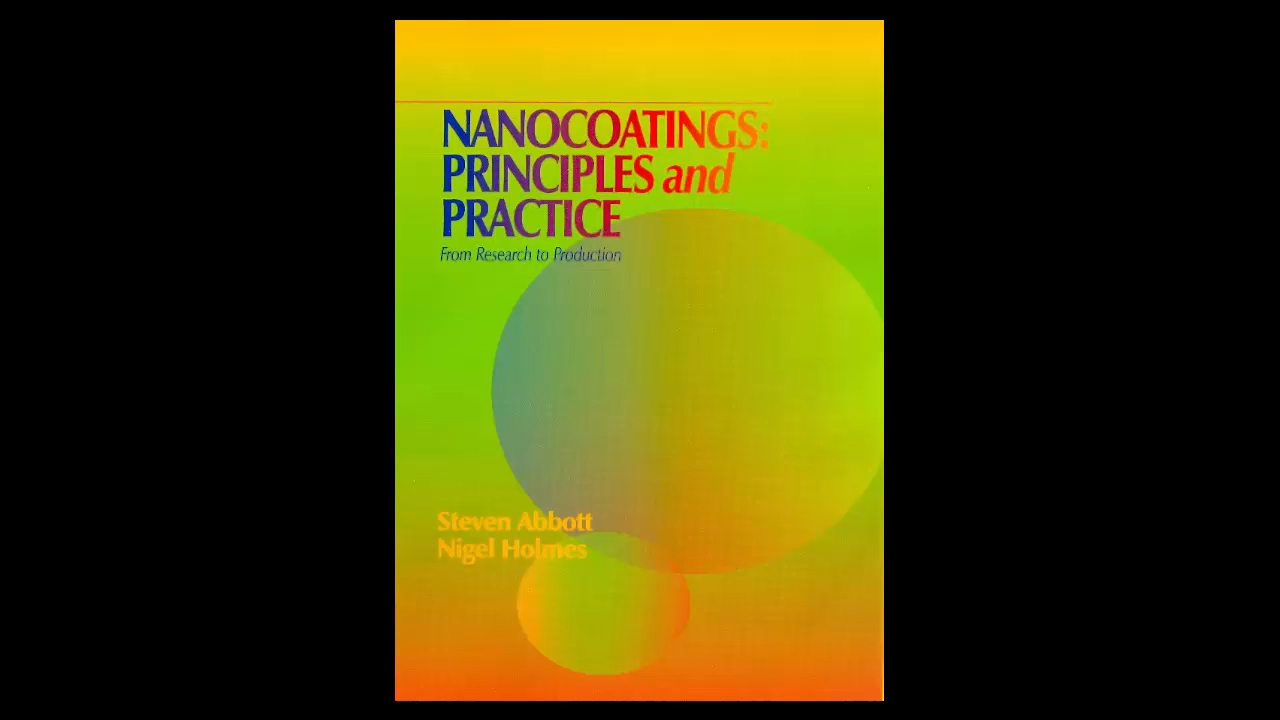 NANOCOATINGS:
PRINCIPLES and
PRACTICE
From Research to Production
Steven Abbott
Nigel Holmes